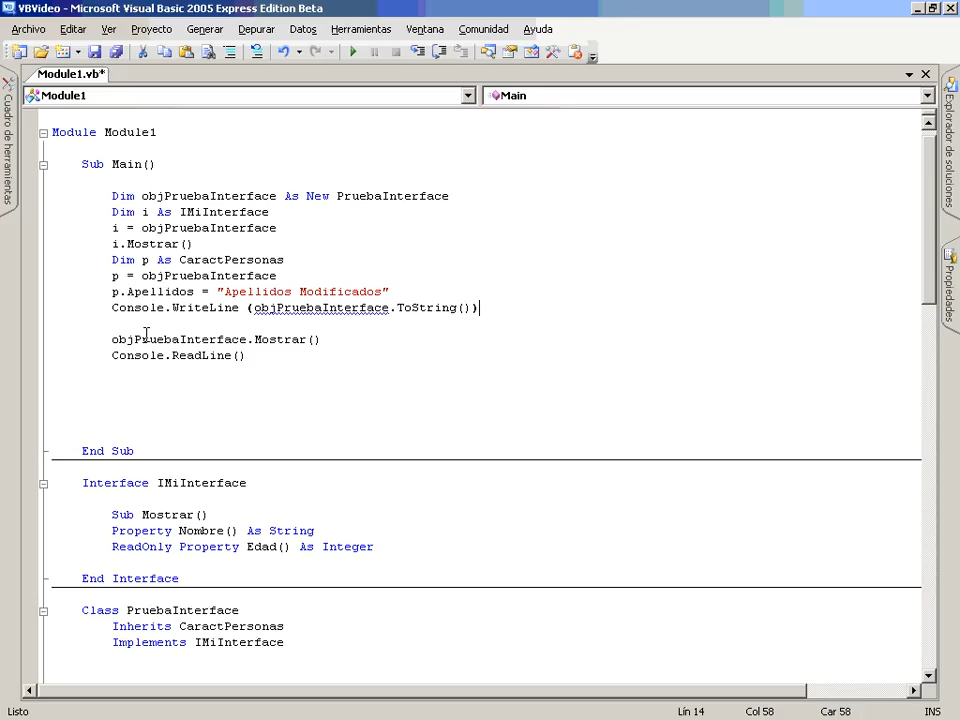 VBVideo - Microsoft Visual Basic 2005 Express Edition Beta
Archivo Editar Ver Proyecto Generar Depurar Datos Herramientas Ventana Comunidad Ayuda
Module1.vb*
Module1 Main
Cuadro de herramientas
Explorador de soluciones
Propiedades
Module Module1
Sub Main()
Dim objPruebaInterface As New PruebaInterface
Dim i As IMiInterface
i = objPruebaInterface
i.Mostrar()
Dim p As CaractPersonas
p = objPruebaInterface
p.Apellidos = "Apellidos Modificados"
Console.WriteLine (objPruebaInterface.ToString())
objPruebaInterface.Mostrar()
Console.ReadLine()
End Sub
Interface IMiInterface
Sub Mostrar()
Property Nombre() As String
ReadOnly Property Edad() As Integer
End Interface
Class PruebaInterface
Inherits CaractPersonas
Implements IMiInterface
Listo Lín 14 Col 58 Car 58 INS